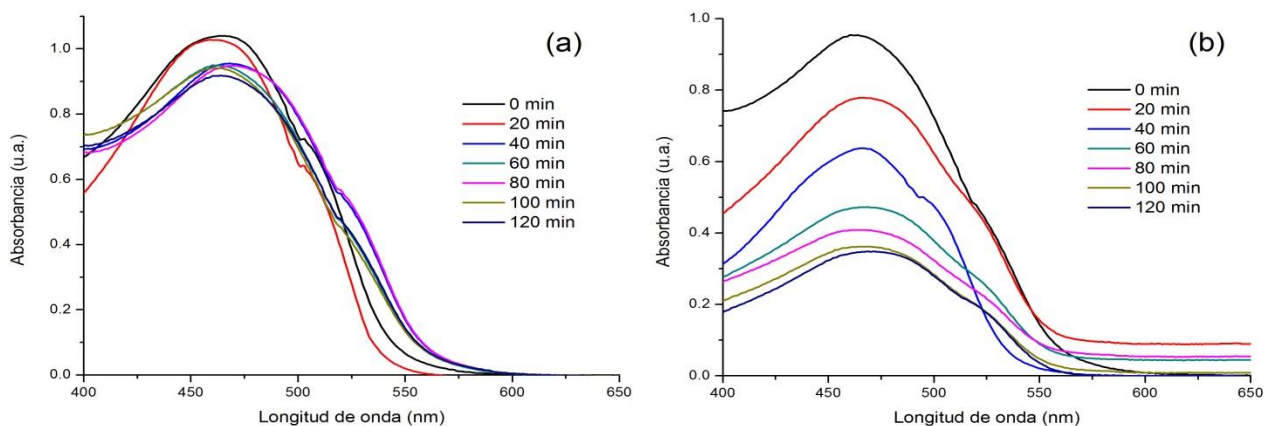 (a)
1.0
0.8
0.6
0.4
0.2
0.0
Absorbancia (u.a.)
0 min
20 min
40 min
60 min
80 min
100 min
120 min
400 450 500 550 600 650
Longitud de onda (nm)
(b)
1.0
0.8
0.6
0.4
0.2
0.0
Absorbancia (u.a.)
0 min
20 min
40 min
60 min
80 min
100 min
120 min
400 450 500 550 600 650
Longitud de onda (nm)